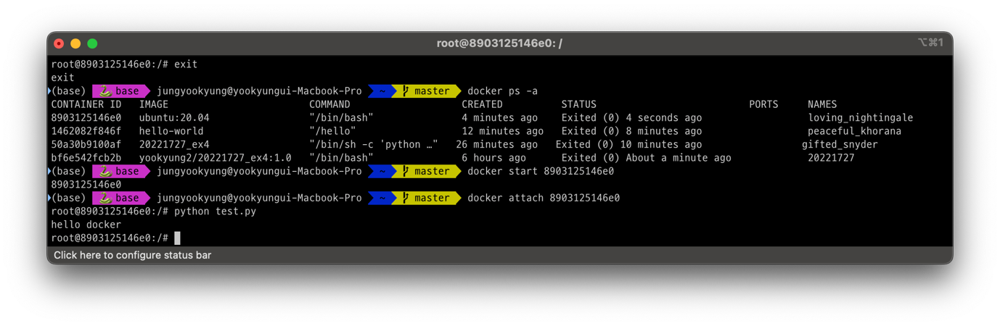 root@8903125146e0: /
⌥⌘1
root@8903125146e0:/# exit
exit
(base) 🐍 base jungyookyung@yookyungui-Macbook-Pro ~ master docker ps -a
CONTAINER ID IMAGE COMMAND CREATED STATUS PORTS NAMES
8903125146e0 ubuntu:20.04 "/bin/bash" 4 minutes ago Exited (0) 4 seconds ago loving_nightingale
1462082f846f hello-world "/hello" 12 minutes ago Exited (0) 8 minutes ago peaceful_khorana
50a30b9100af 20221727_ex4 "/bin/sh -c 'python …" 26 minutes ago Exited (0) 10 minutes ago gifted_snyder
bf6e542fcb2b yookyung2/20221727_ex4:1.0 "/bin/bash" 6 hours ago Exited (0) About a minute ago 20221727
(base) 🐍 base jungyookyung@yookyungui-Macbook-Pro ~ master docker start 8903125146e0
8903125146e0
(base) 🐍 base jungyookyung@yookyungui-Macbook-Pro ~ master docker attach 8903125146e0
root@8903125146e0:/# python test.py
hello docker
root@8903125146e0:/#
Click here to configure status bar